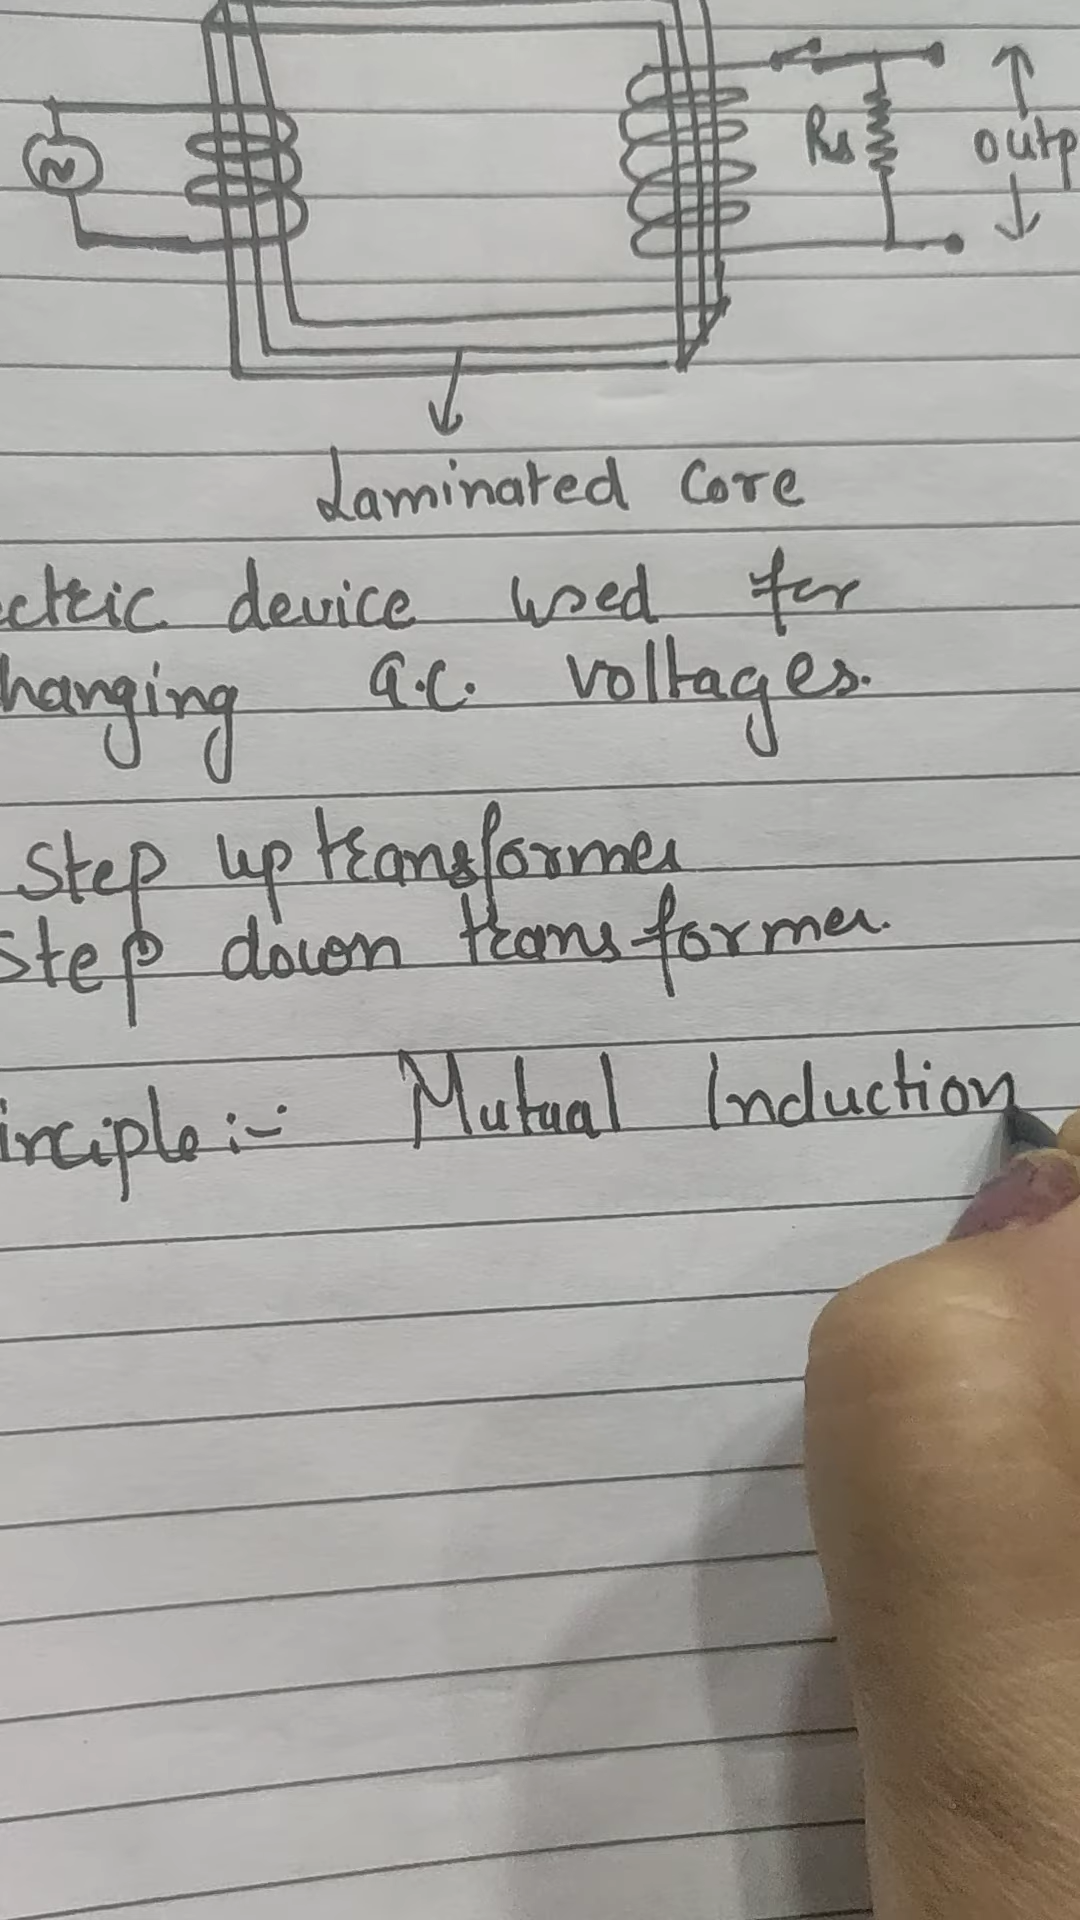 ~
Rs
outp
Laminated Core
ectric device used for
hanging a.c. voltages.
Step up transformer
Step down transformer.
inciple:- Mutual Induction